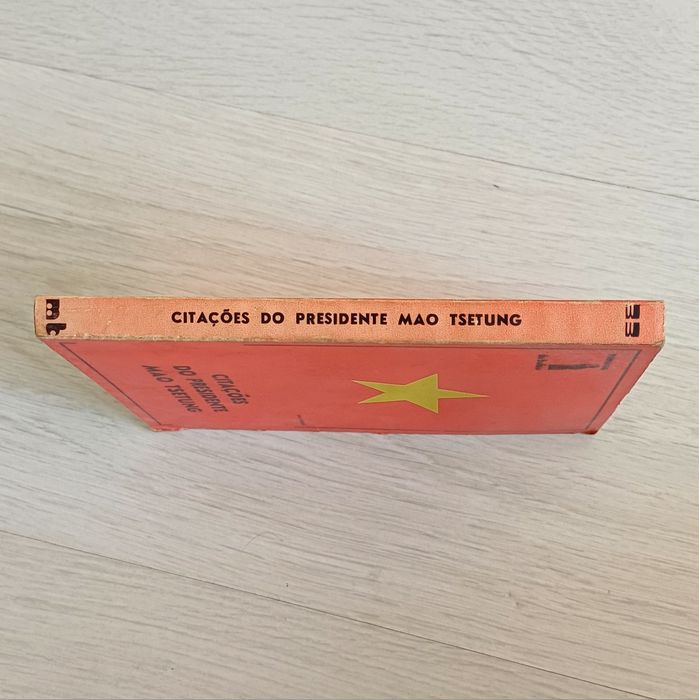 CITAÇÕES DO PRESIDENTE MAO TSETUNG
CITAÇÕES
DO PRESIDENTE
MAO TSETUNG